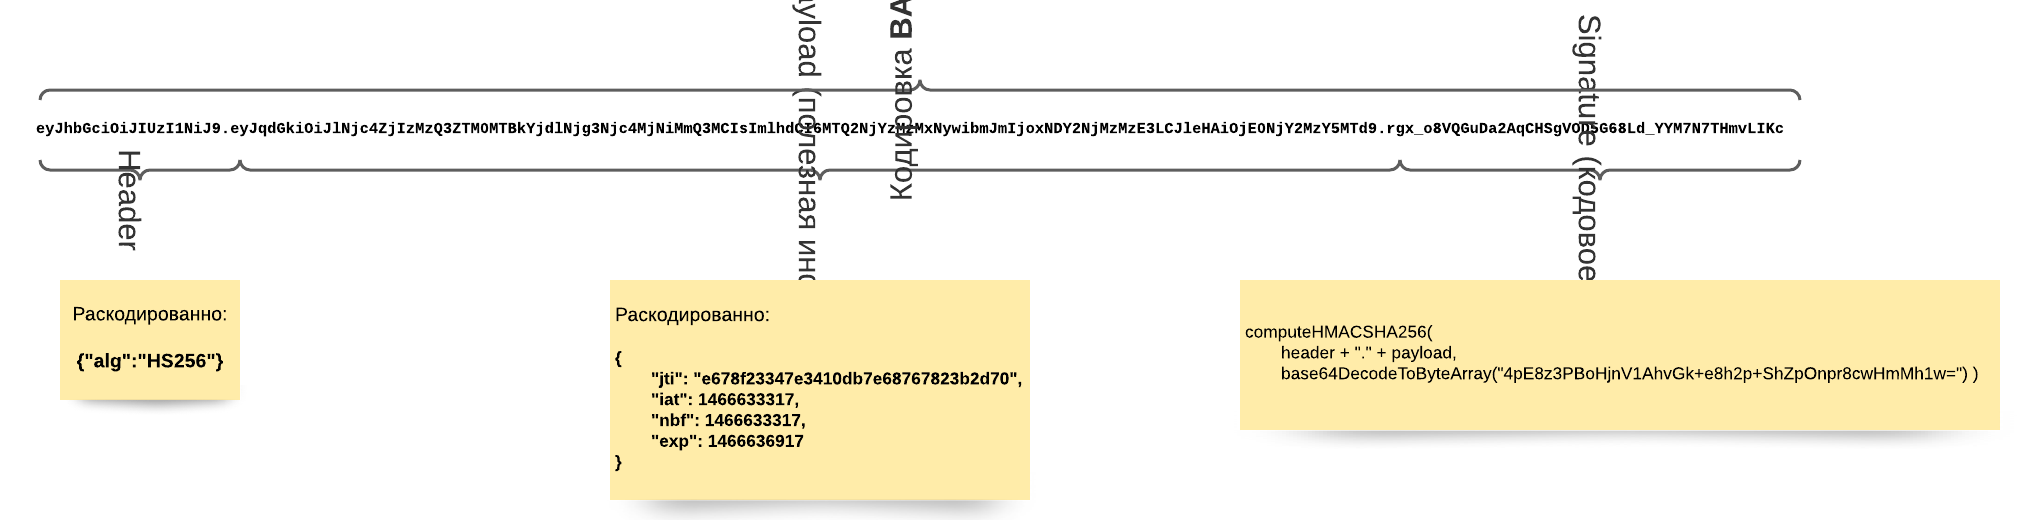 ayload (полезная
Кодировка BA
Signature (кодовое
eyJhbGciOiJIUzI1NiJ9.eyJqdGkiOiJlNjc4ZjIzMzQ3ZTM0MTBkYjdlNjg3Njc4MjNiMmQ3MCIsImlhdCI6MTQ2NjYzMzMxNywibmJmIjoxNDY2NjMzMzE3LCJleHAiOjE0NjY2MzY5MTd9.rgx_o8VQGuDa2AqCHSgVOD5G68Ld_YYM7N7THmvLIKc
Header
Раскодированно:
{"alg":"HS256"}
Раскодированно:
{
"jti": "e678f23347e3410db7e68767823b2d70",
"iat": 1466633317,
"nbf": 1466633317,
"exp": 1466636917
}
computeHMACSHA256(
header + "." + payload,
base64DecodeToByteArray("4pE8z3PBoHjnV1AhvGk+e8h2p+ShZpOnpr8cwHmMh1w=") )